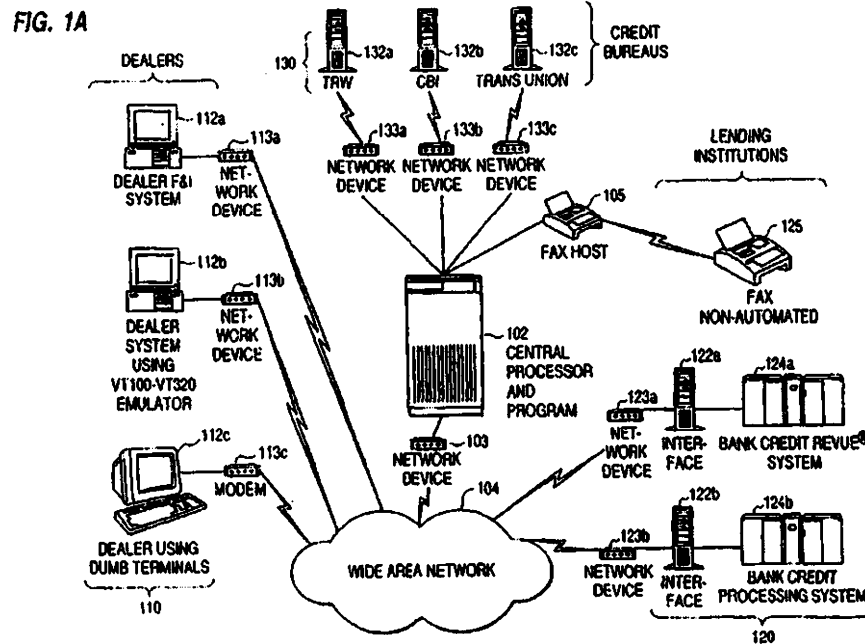 FIG. 1A
DEALERS
112a
113a
DEALER F&I
SYSTEM
NET-
WORK
DEVICE
112b
113b
DEALER
SYSTEM
USING
VT100-VT320
EMULATOR
NET-
WORK
DEVICE
112c
113c
MODEM
DEALER USING
DUMB TERMINALS
110
130
132a
TRW
132b
CBI
132c
TRANS UNION
CREDIT
BUREAUS
133a
NETWORK
DEVICE
133b
NETWORK
DEVICE
133c
NETWORK
DEVICE
LENDING
INSTITUTIONS
105
FAX HOST
125
FAX
NON-AUTOMATED
102
CENTRAL
PROCESSOR
AND
PROGRAM
103
NETWORK
DEVICE
104
WIDE AREA NETWORK
123a
NET-
WORK
DEVICE
122a
INTER-
FACE
124a
BANK CREDIT REVUE®
SYSTEM
123b
NETWORK
DEVICE
122b
INTER-
FACE
124b
BANK CREDIT
PROCESSING SYSTEM
120